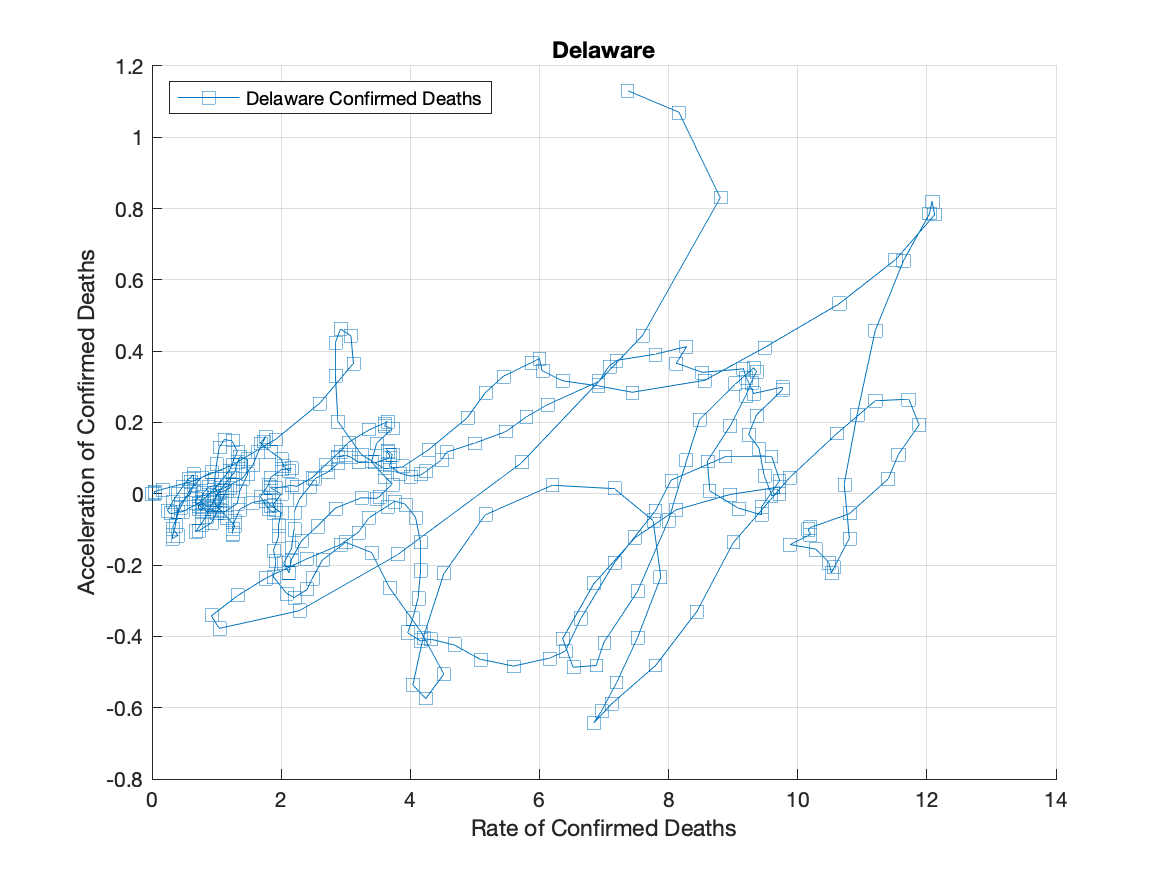 Delaware
Delaware Confirmed Deaths
1.2
1
0.8
0.6
0.4
0.2
0
-0.2
-0.4
-0.6
-0.8
Acceleration of Confirmed Deaths
0 2 4 6 8 10 12 14
Rate of Confirmed Deaths